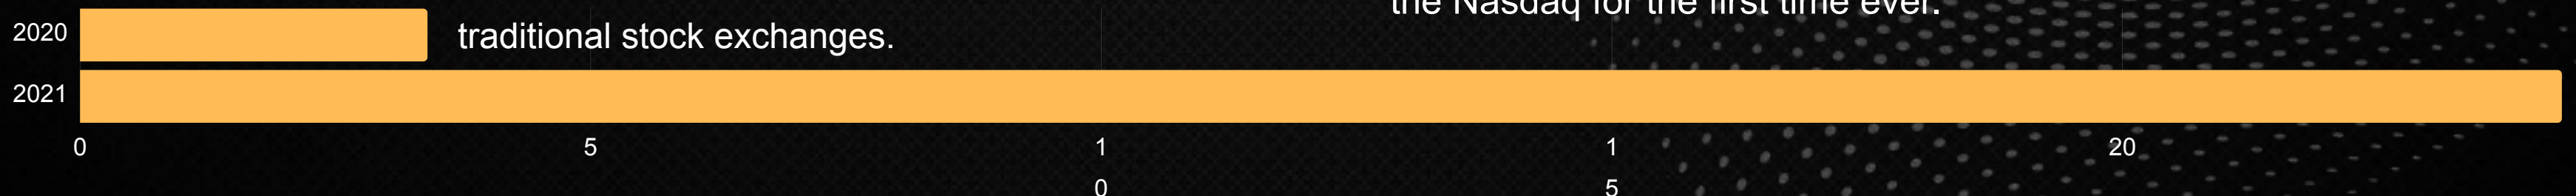 the Nasdaq for the first time ever.
2020
traditional stock exchanges.
2021
0 5 1 1 20
0 5